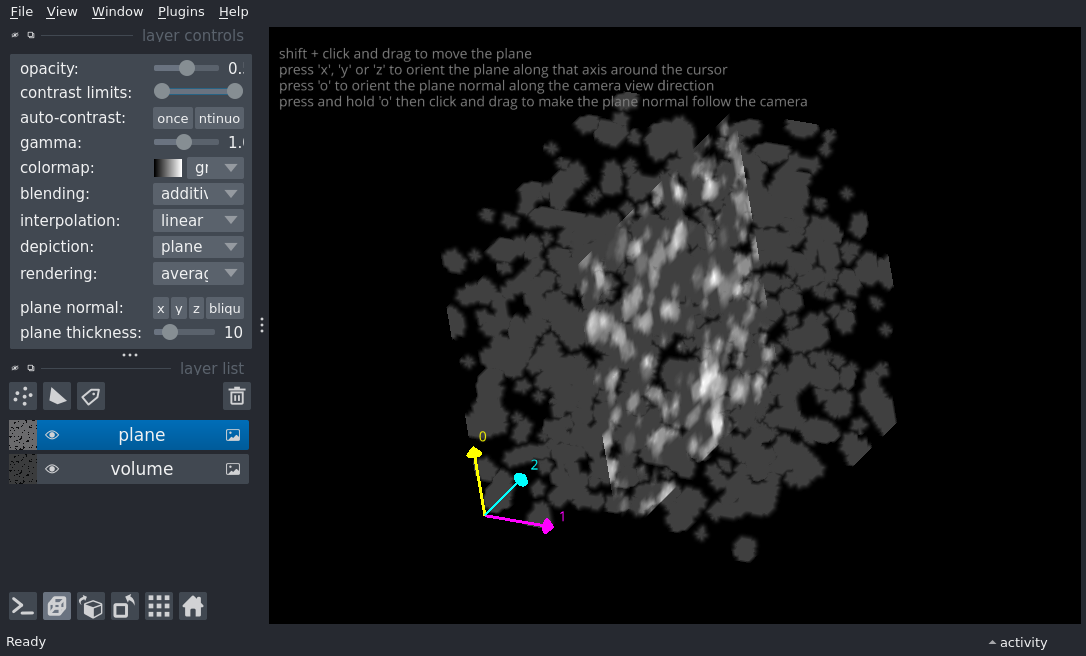 File View Window Plugins Help
layer controls
opacity: 0.
contrast limits:
auto-contrast: once ntinuo
gamma: 1.0
colormap: gr
blending: additiv
interpolation: linear
depiction: plane
rendering: averag
plane normal: x y z bliqu
plane thickness: 10
layer list
plane
volume
shift + click and drag to move the plane
press 'x', 'y' or 'z' to orient the plane along that axis around the cursor
press 'o' to orient the plane normal along the camera view direction
press and hold 'o' then click and drag to make the plane normal follow the camera
0
2
1
Ready
activity